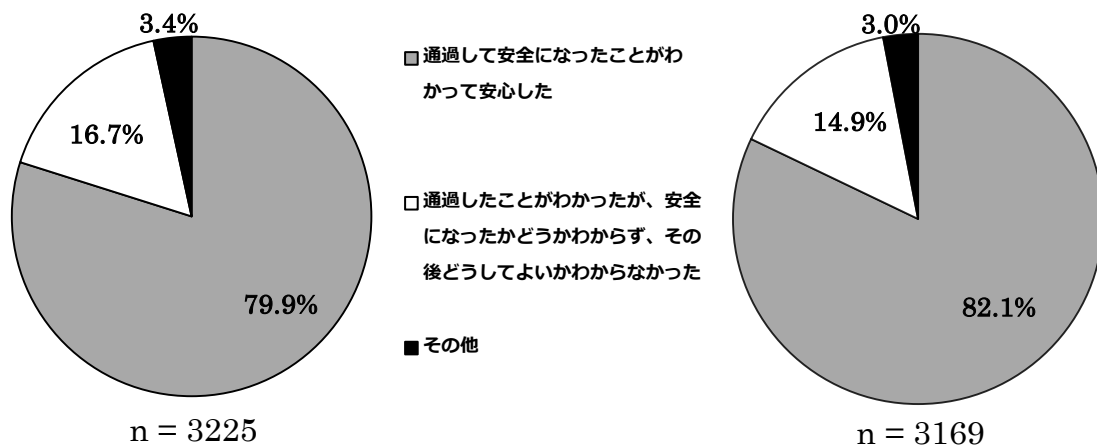 3.4%
16.7%
79.9%
n = 3225
通過して安全になったことがわ
かって安心した
通過したことがわかったが、安全
になったかどうかわからず、その
後どうしてよいかわからなかった
その他
3.0%
14.9%
82.1%
n = 3169